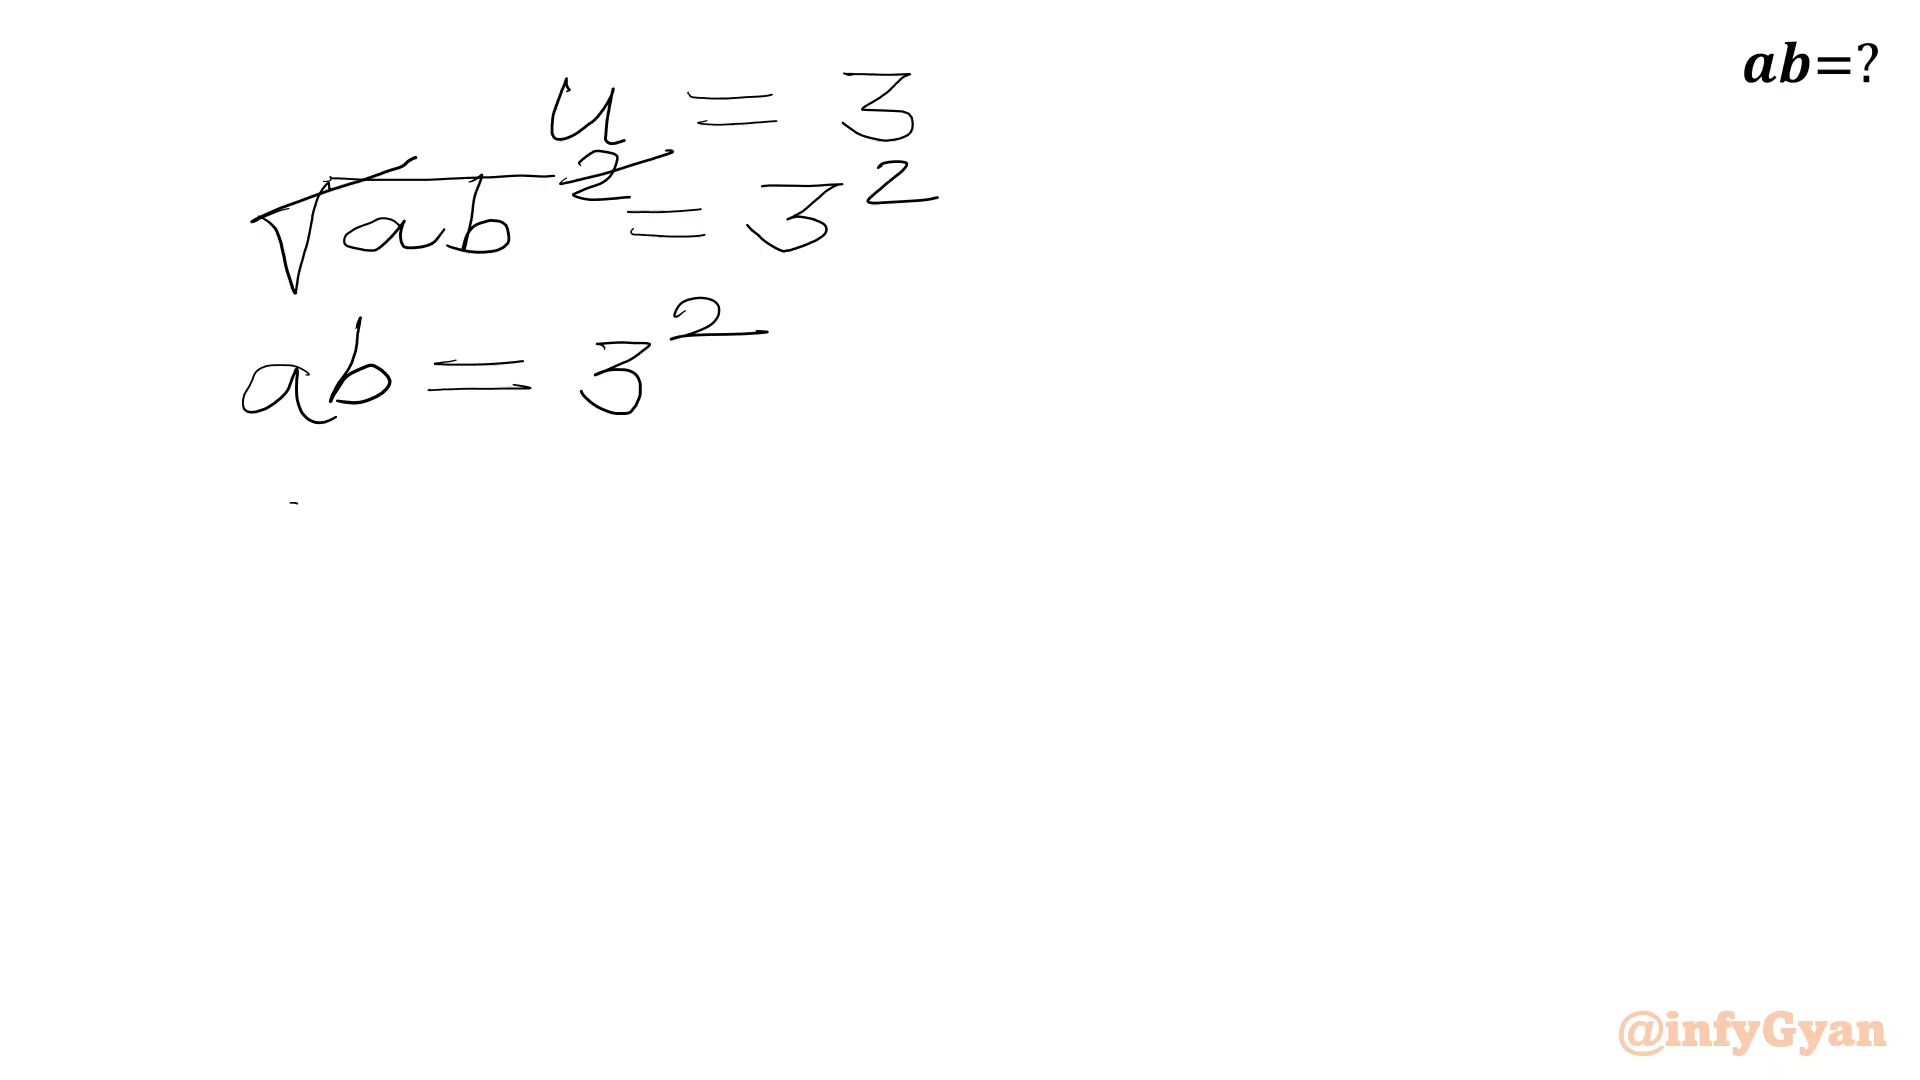 ab=?
u = 3
√ab² = 3²
ab = 3²
@infyGyan